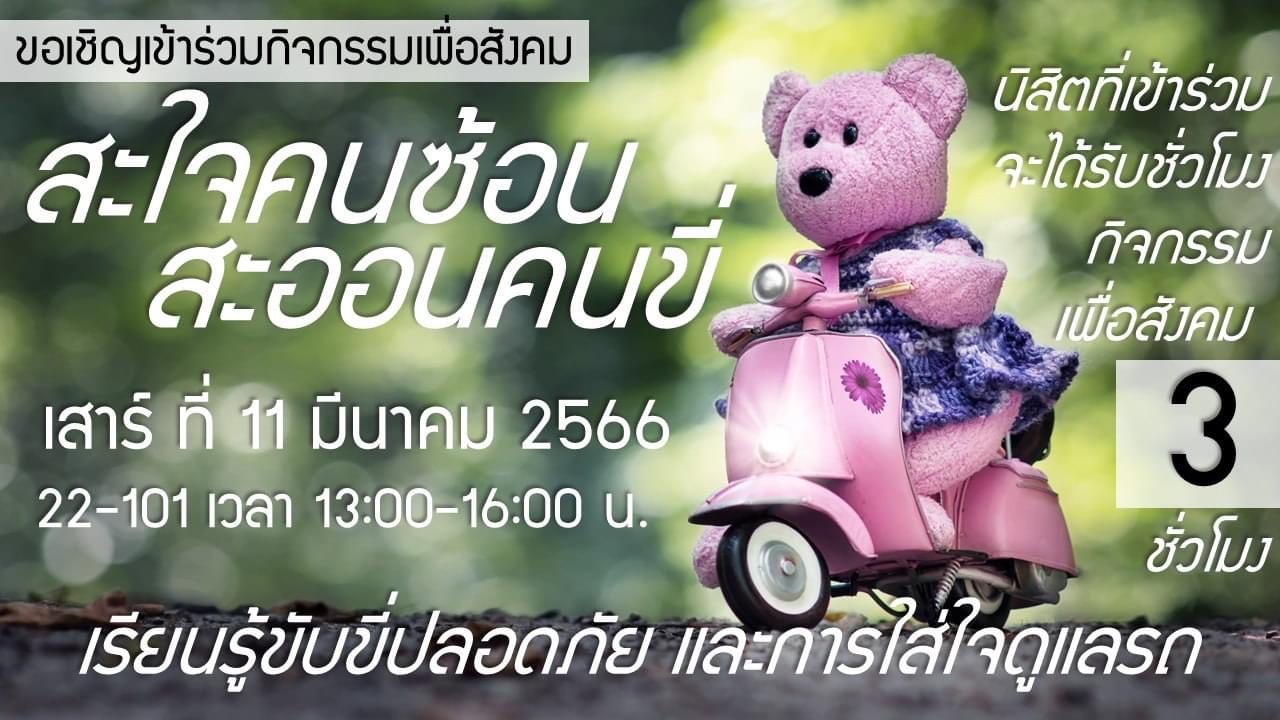 ขอเชิญเข้าร่วมกิจกรรมเพื่อสังคม
สะใจคนซ้อน
สะออนคนขี่
เสาร์ ที่ 11 มีนาคม 2566
22-101 เวลา 13:00-16:00 น.
นิสิตที่เข้าร่วม
จะได้รับชั่วโมง
กิจกรรม
เพื่อสังคม
3
ชั่วโมง
เรียนรู้ขับขี่ปลอดภัย และการใส่ใจดูแลรถ